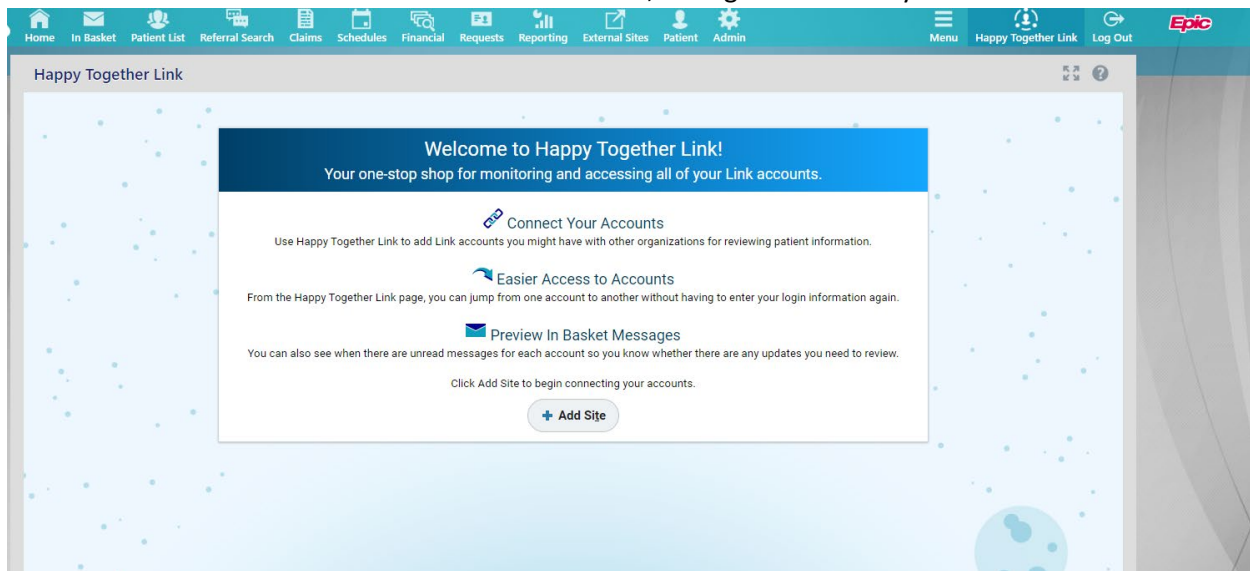 Home In Basket Patient List Referral Search Claims Schedules Financial Requests Reporting External Sites Patient Admin Menu Happy Together Link Log Out Epic
Happy Together Link
Welcome to Happy Together Link!
Your one-stop shop for monitoring and accessing all of your Link accounts.
Connect Your Accounts
Use Happy Together Link to add Link accounts you might have with other organizations for reviewing patient information.
Easier Access to Accounts
From the Happy Together Link page, you can jump from one account to another without having to enter your login information again.
Preview In Basket Messages
You can also see when there are unread messages for each account so you know whether there are any updates you need to review.
Click Add Site to begin connecting your accounts.
+ Add Site